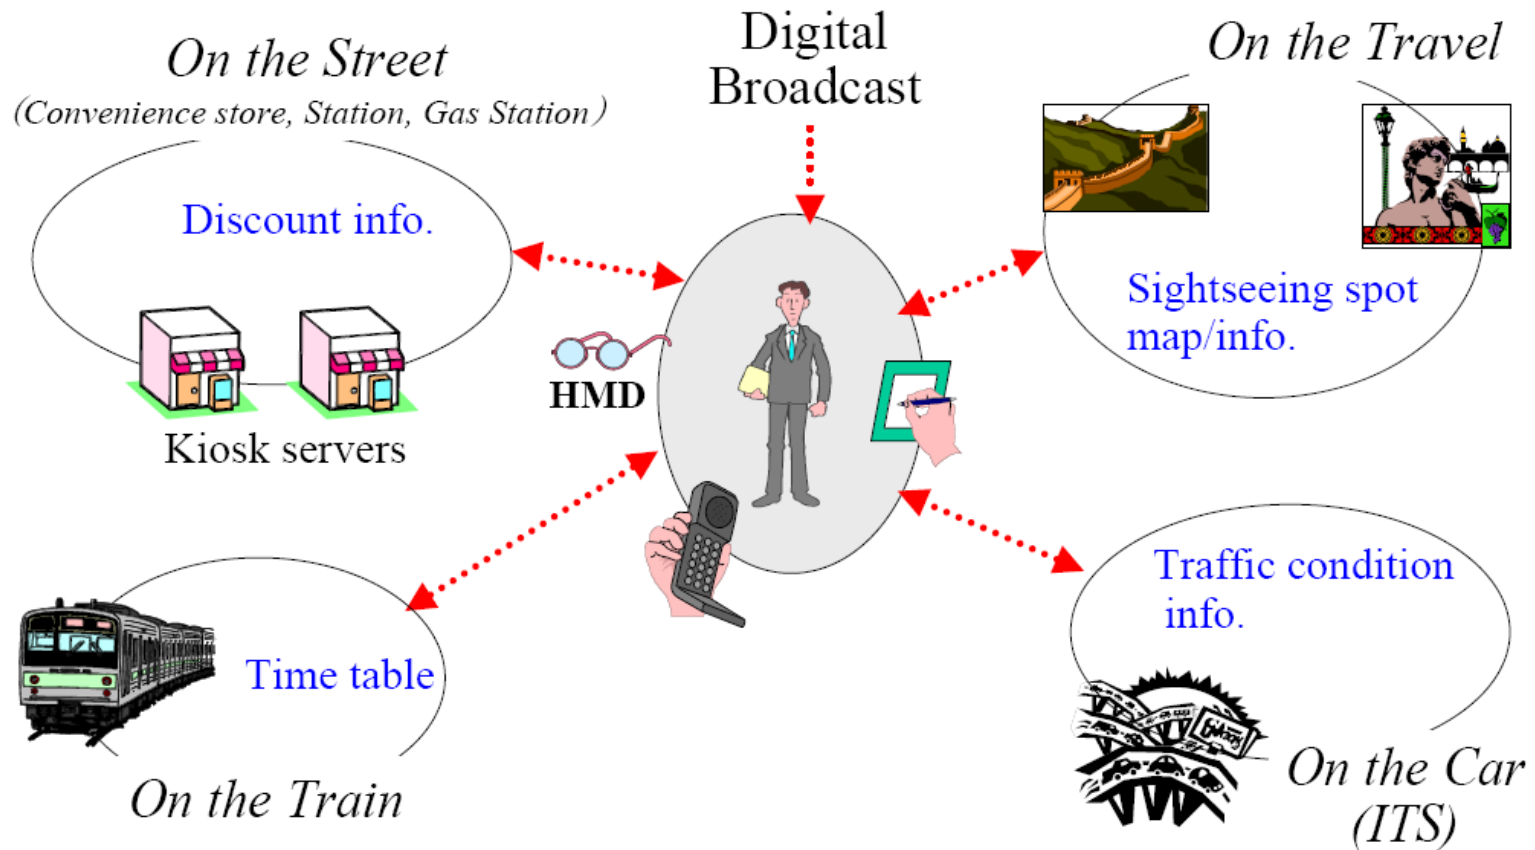 On the Street
(Convenience store, Station, Gas Station)
Discount info.
Kiosk servers
Digital
Broadcast
On the Travel
Sightseeing spot
map/info.
HMD
Time table
On the Train
Traffic condition
info.
On the Car
(ITS)